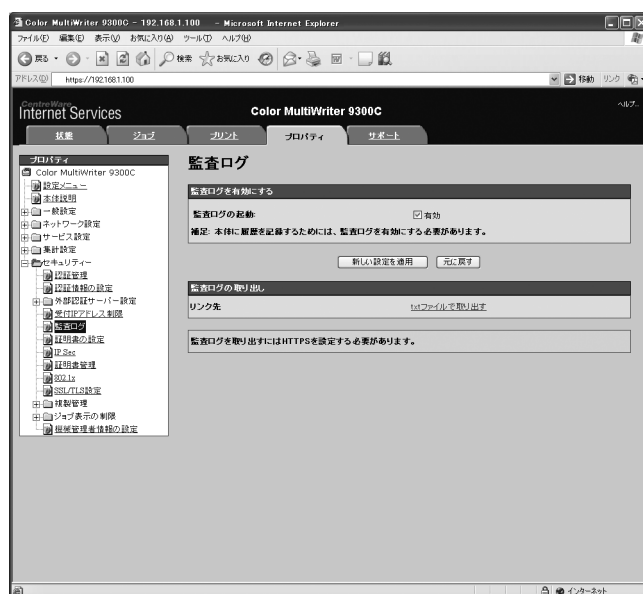 Color MultiWriter 9300C - 192.168.1.100 - Microsoft Internet Explorer
ファイル(F) 編集(E) 表示(V) お気に入り(A) ツール(T) ヘルプ(H)
戻る 検索 お気に入り
アドレス(D) https://192.168.1.100 移動 リンク
CentreWare
Internet Services
Color MultiWriter 9300C
ヘルプ...
状態 ジョブ プリント プロパティ サポート
プロパティ
Color MultiWriter 9300C
設定メニュー
本体説明
一般設定
ネットワーク設定
サービス設定
集計設定
セキュリティー
認証管理
認証情報の設定
外部認証サーバー設定
受付IPアドレス制限
監査ログ
証明書の設定
IP Sec
証明書管理
802.1x
SSL/TLS設定
複製管理
ジョブ表示の制限
機械管理者情報の設定
監査ログ
監査ログを有効にする
監査ログの起動: 有効
補足: 本体に履歴を記録するためには、監査ログを有効にする必要があります。
新しい設定を適用 元に戻す
監査ログの取り出し
リンク先 txtファイルで取り出す
監査ログを取り出すにはHTTPSを設定する必要があります。
インターネット